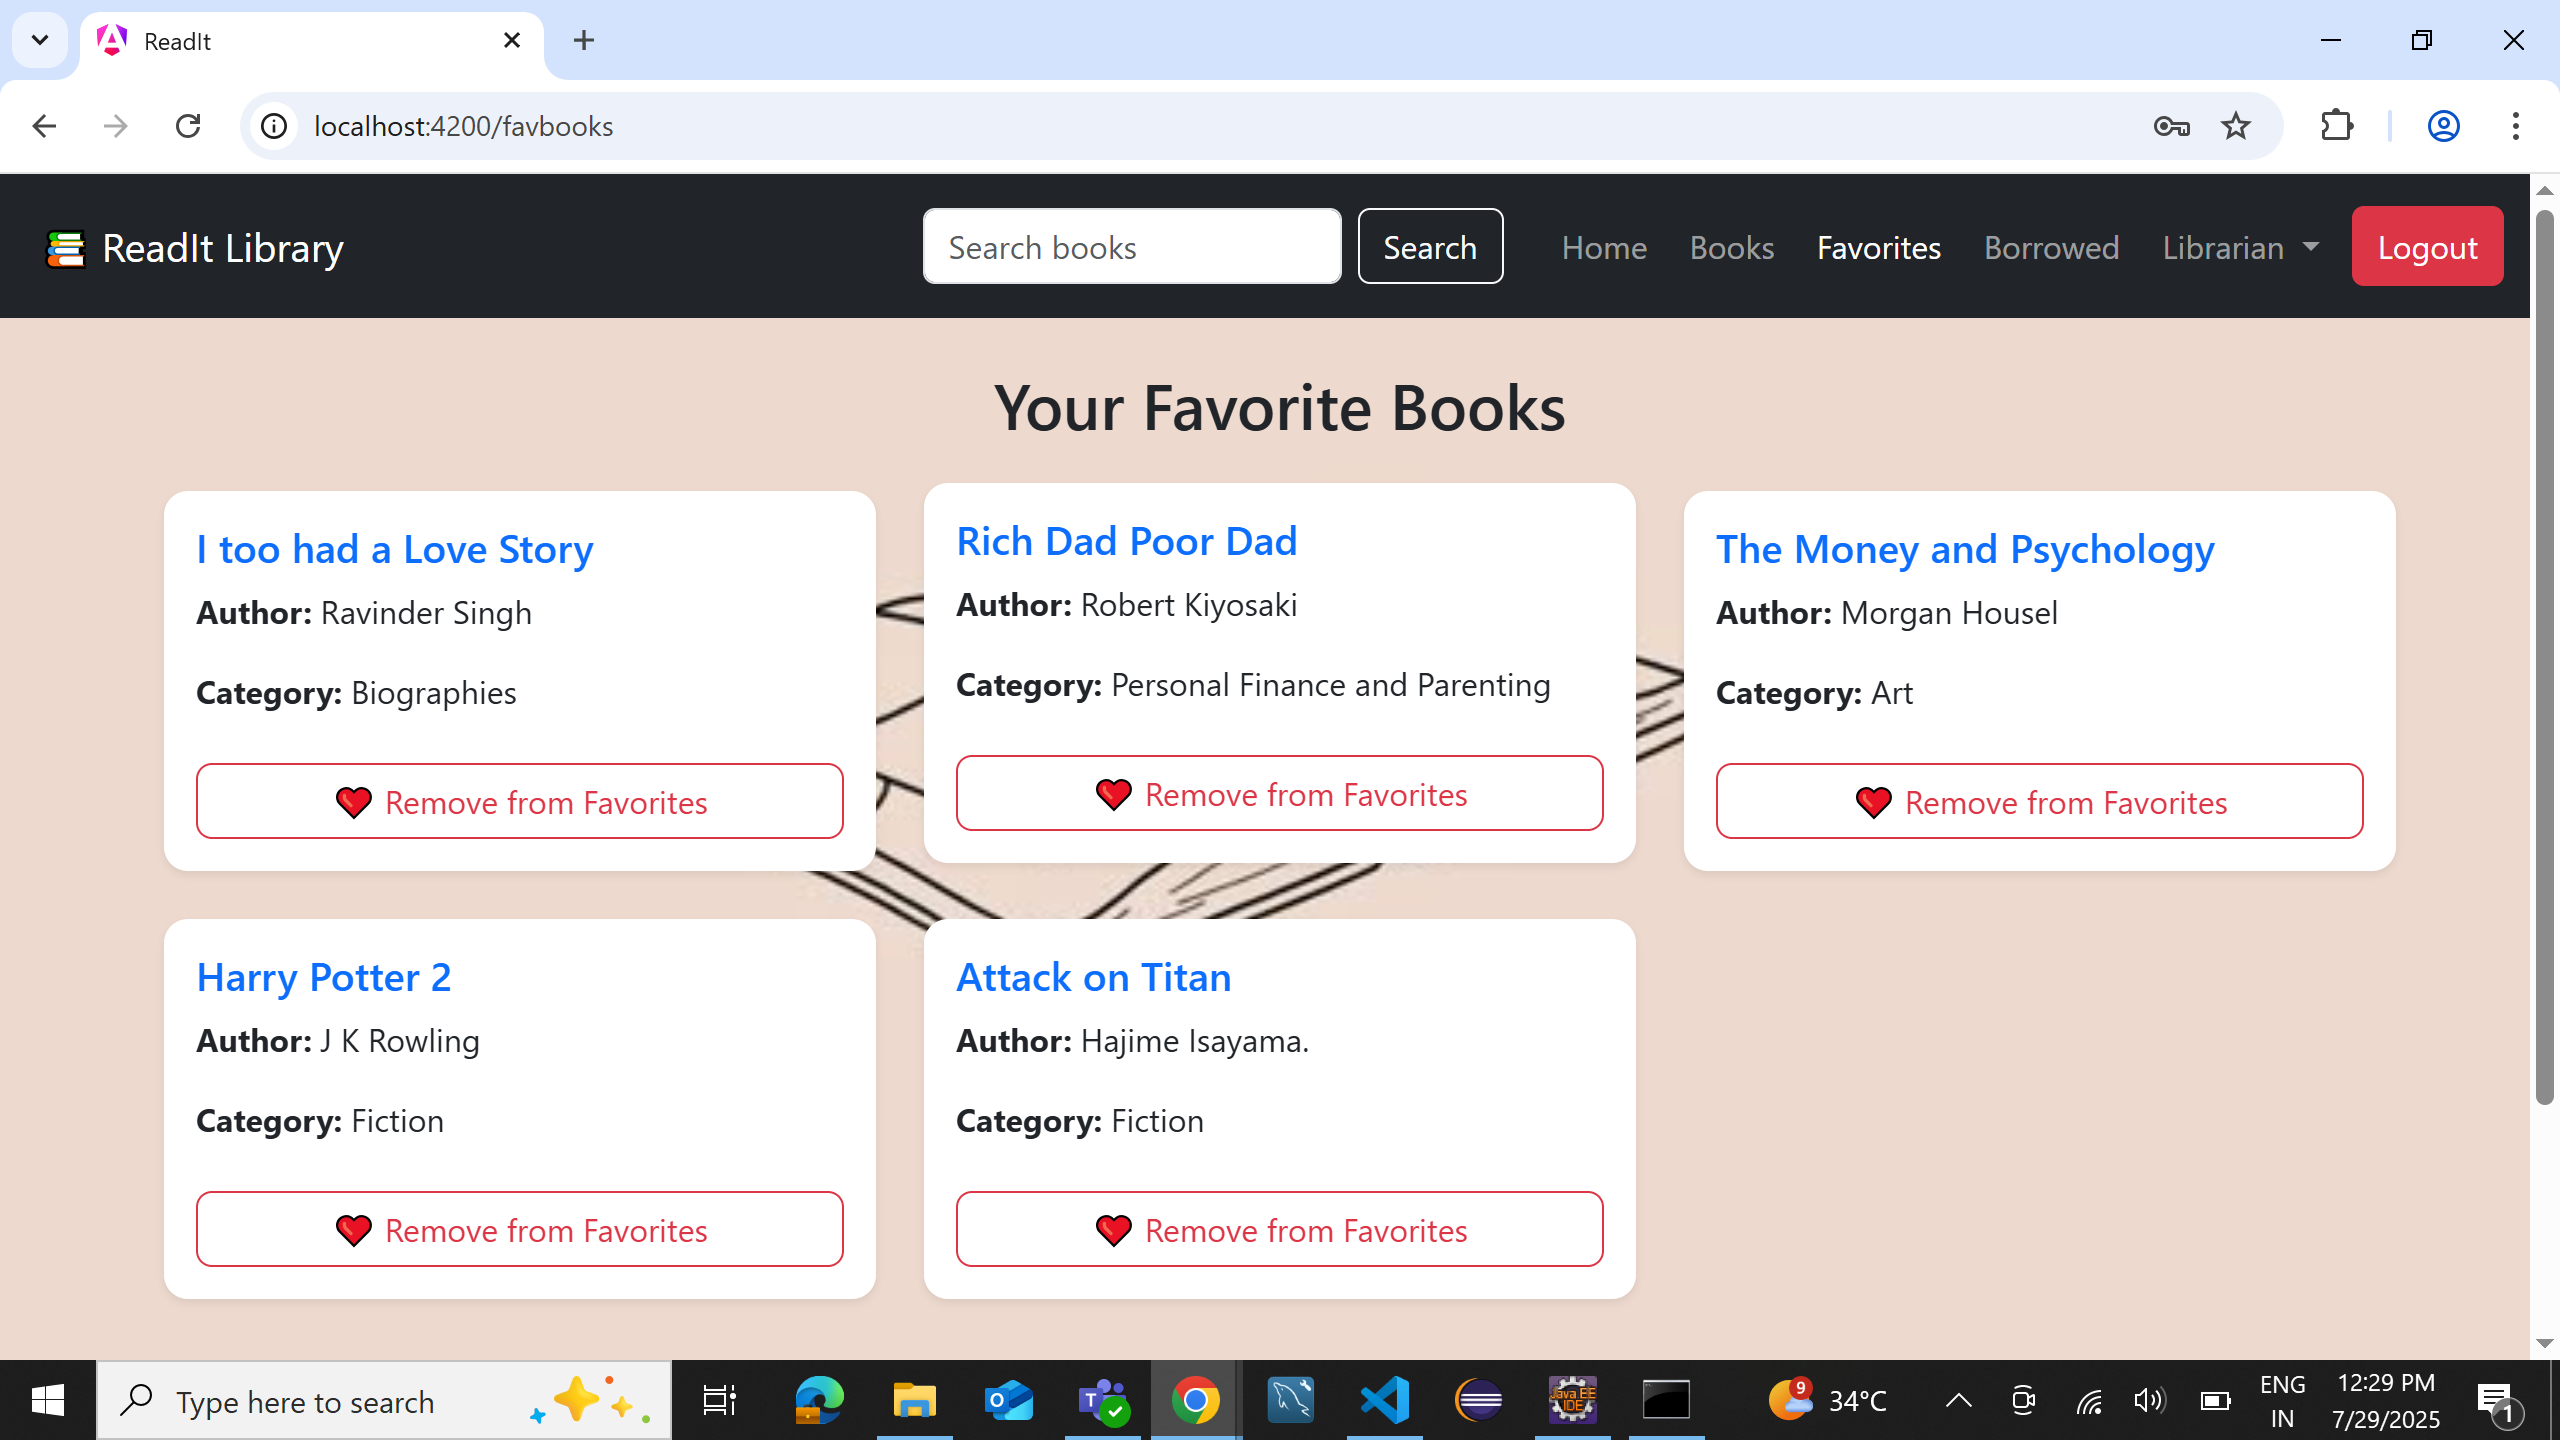 ReadIt
localhost:4200/favbooks
ReadIt Library
Search books
Search
Home
Books
Favorites
Borrowed
Librarian
Logout
Your Favorite Books
I too had a Love Story
Author: Ravinder Singh
Category: Biographies
Remove from Favorites
Rich Dad Poor Dad
Author: Robert Kiyosaki
Category: Personal Finance and Parenting
Remove from Favorites
The Money and Psychology
Author: Morgan Housel
Category: Art
Remove from Favorites
Harry Potter 2
Author: J K Rowling
Category: Fiction
Remove from Favorites
Attack on Titan
Author: Hajime Isayama.
Category: Fiction
Remove from Favorites
Type here to search
Java EE
IDE
9
34°C
ENG
IN
12:29 PM
7/29/2025
1